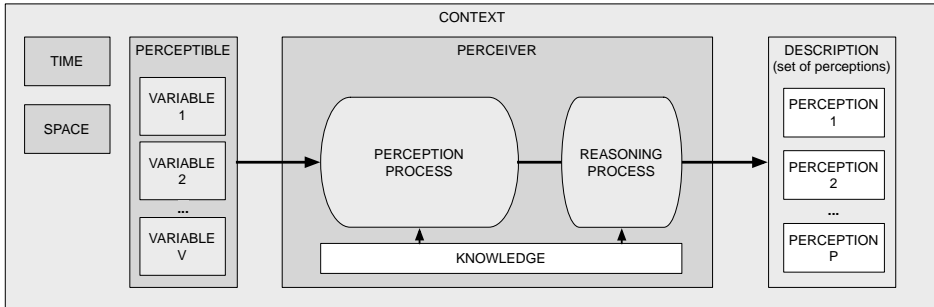 CONTEXT
TIME
SPACE
PERCEPTIBLE
VARIABLE
1
VARIABLE
2
...
VARIABLE
V
PERCEIVER
PERCEPTION
PROCESS
REASONING
PROCESS
KNOWLEDGE
DESCRIPTION
(set of perceptions)
PERCEPTION
1
PERCEPTION
2
...
PERCEPTION
P